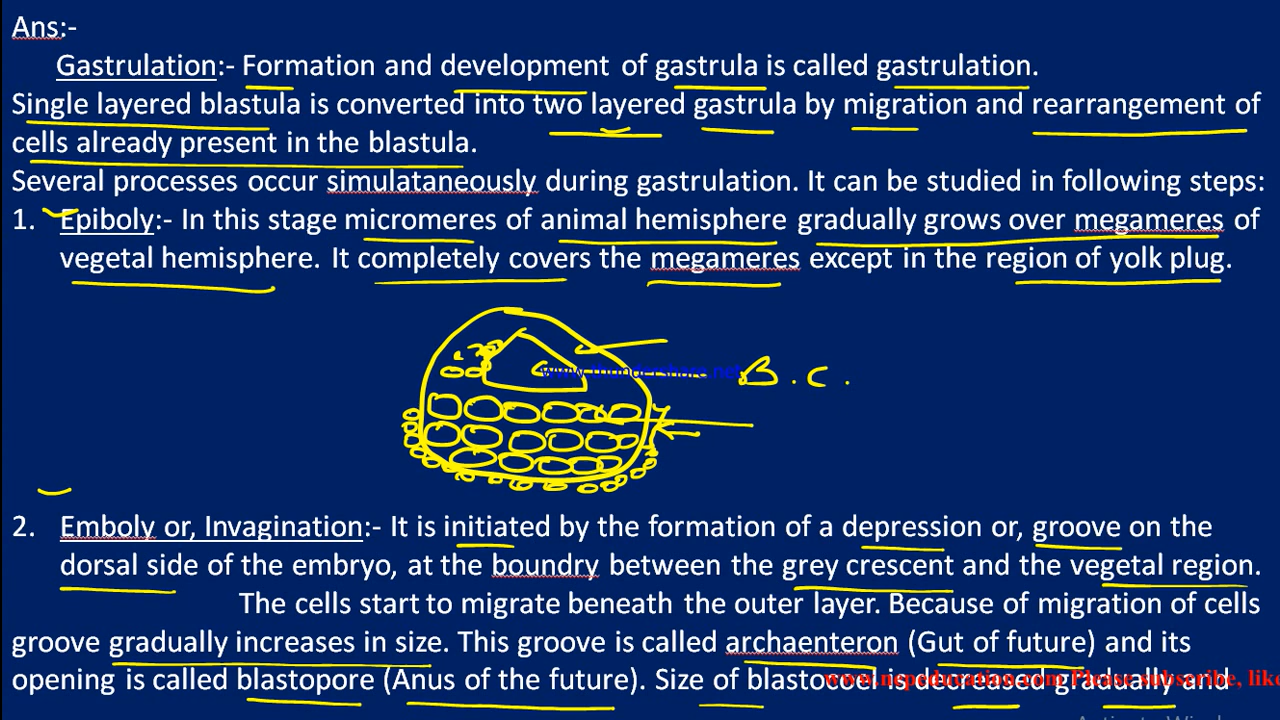 Ans:-
Gastrulation:- Formation and development of gastrula is called gastrulation.
Single layered blastula is converted into two layered gastrula by migration and rearrangement of
cells already present in the blastula.
Several processes occur simulataneously during gastrulation. It can be studied in following steps:
1. Epiboly:- In this stage micromeres of animal hemisphere gradually grows over megameres of
vegetal hemisphere. It completely covers the megameres except in the region of yolk plug.
B.C.
2. Emboly or, Invagination:- It is initiated by the formation of a depression or, groove on the
dorsal side of the embryo, at the boundry between the grey crescent and the vegetal region.
The cells start to migrate beneath the outer layer. Because of migration of cells
groove gradually increases in size. This groove is called archaenteron (Gut of future) and its
opening is called blastopore (Anus of the future). Size of blastocoel is decreased gradually and
www.ncpeducation.com Please subscribe, like